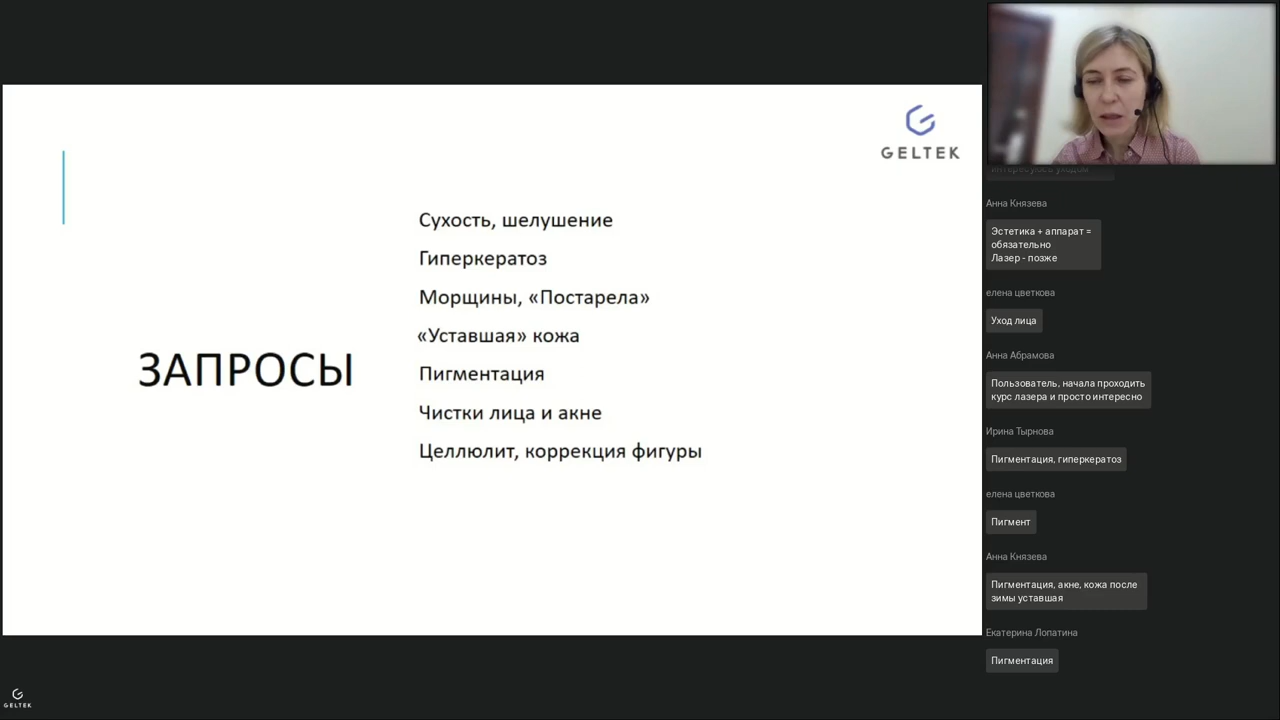 GELTEK
ЗАПРОСЫ
Сухость, шелушение
Гиперкератоз
Морщины, «Постарела»
«Уставшая» кожа
Пигментация
Чистки лица и акне
Целлюлит, коррекция фигуры
Анна Князева
Эстетика + аппарат =
обязательно
Лазер - позже
елена цветкова
Уход лица
Анна Абрамова
Пользователь, начала проходить
курс лазера и просто интересно
Ирина Тырнова
Пигментация, гиперкератоз
елена цветкова
Пигмент
Анна Князева
Пигментация, акне, кожа после
зимы уставшая
Екатерина Лопатина
Пигментация
GELTEK